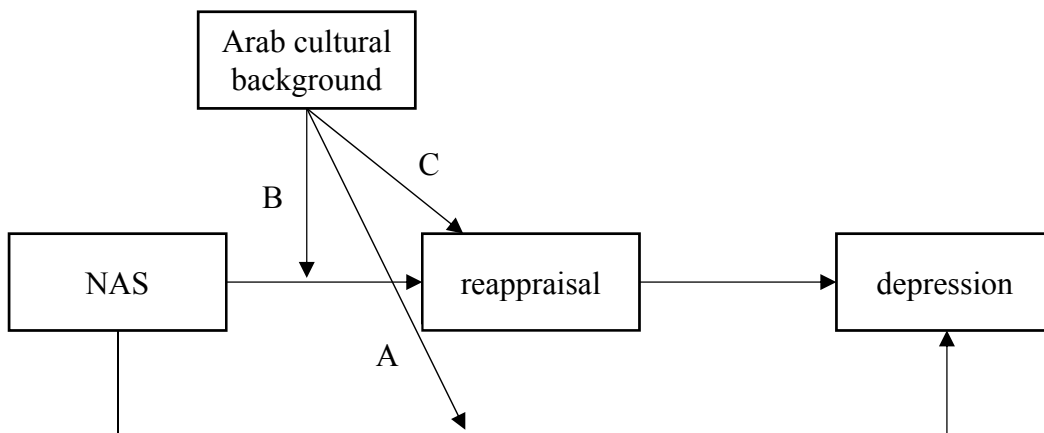 Arab cultural
background
C
B
NAS
reappraisal
depression
A